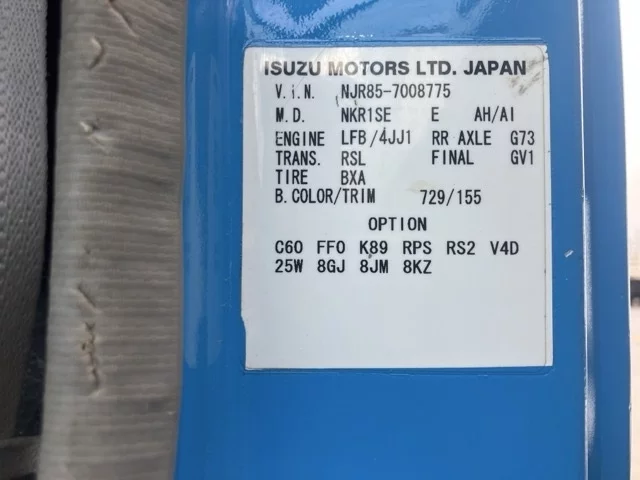 ISUZU MOTORS LTD. JAPAN
V.I.N. NJR85-7008775
M.D. NKR1SE E AH/AI
ENGINE LFB/4JJ1 RR AXLE G73
TRANS. RSL FINAL GV1
TIRE BXA
B.COLOR/TRIM 729/155
OPTION
C60 FF0 K89 RPS RS2 V4D
25W 8GJ 8JM 8KZ